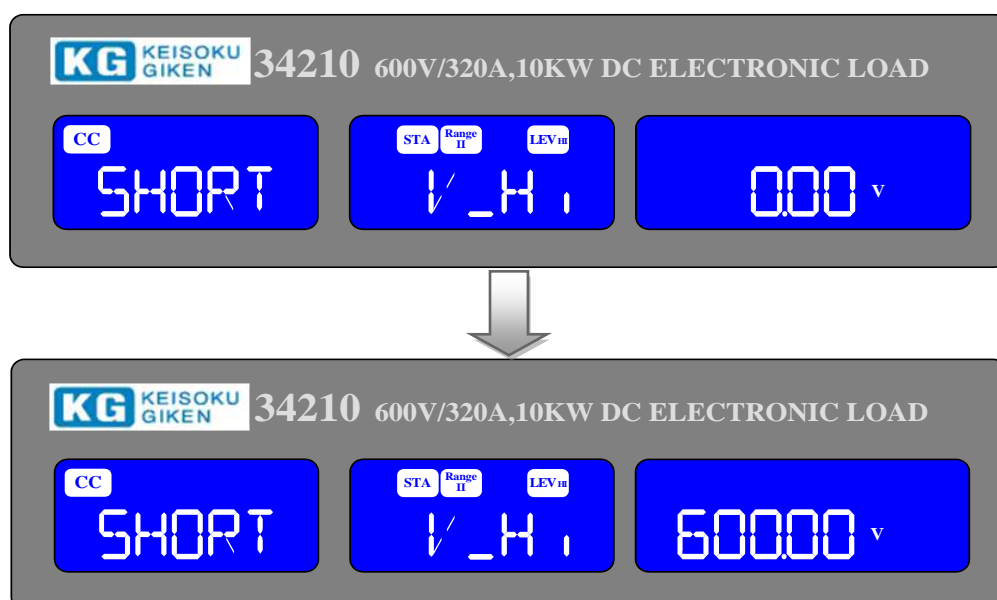 KG KEISOKU GIKEN 34210 600V/320A,10KW DC ELECTRONIC LOAD
CC STA Range II LEV HI
SHORT V_Hi 0.00 V
KG KEISOKU GIKEN 34210 600V/320A,10KW DC ELECTRONIC LOAD
CC STA Range II LEV HI
SHORT V_Hi 600.00 V